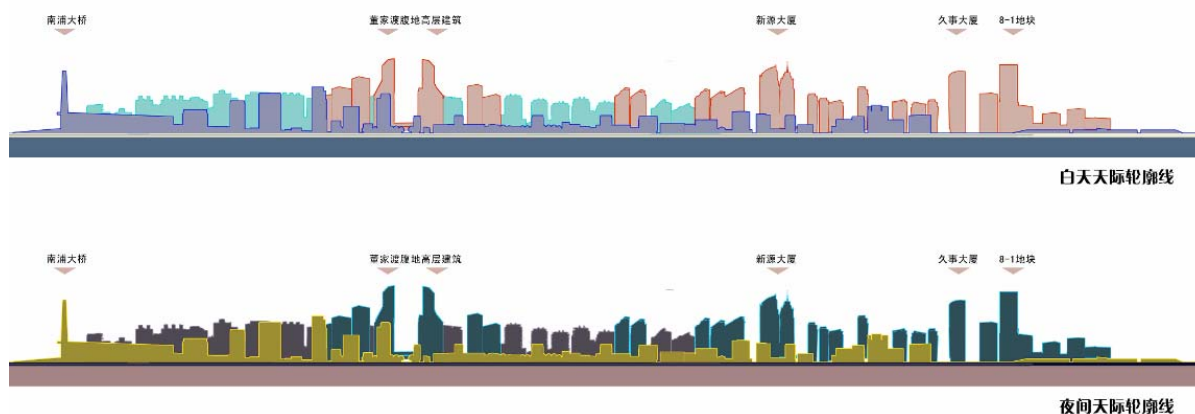 南浦大桥 董家渡腹地高层建筑 新源大厦 久事大厦 8-1地块
白天天际轮廓线
南浦大桥 董家渡腹地高层建筑 新源大厦 久事大厦 8-1地块
夜间天际轮廓线